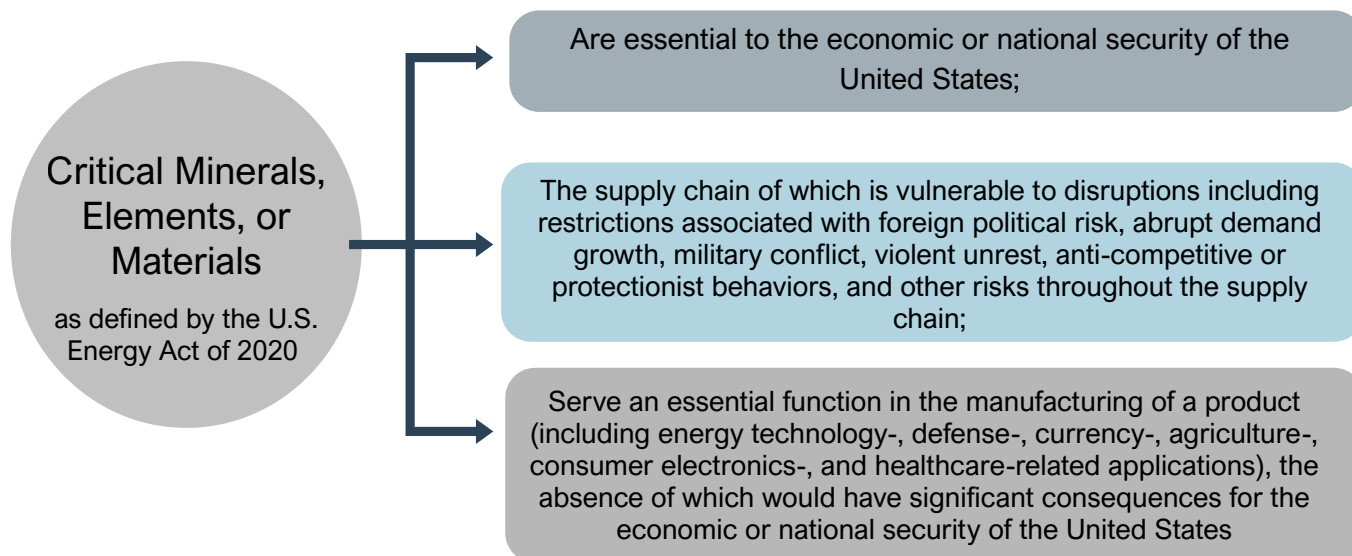 Critical Minerals,
Elements, or
Materials
as defined by the U.S.
Energy Act of 2020
Are essential to the economic or national security of the
United States;
The supply chain of which is vulnerable to disruptions including
restrictions associated with foreign political risk, abrupt demand
growth, military conflict, violent unrest, anti-competitive or
protectionist behaviors, and other risks throughout the supply
chain;
Serve an essential function in the manufacturing of a product
(including energy technology-, defense-, currency-, agriculture-,
consumer electronics-, and healthcare-related applications), the
absence of which would have significant consequences for the
economic or national security of the United States